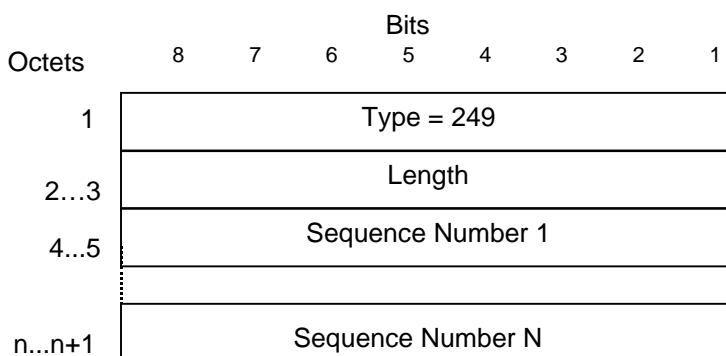 Bits
Octets 8 7 6 5 4 3 2 1
1 Type = 249
2…3 Length
4...5 Sequence Number 1
n...n+1 Sequence Number N